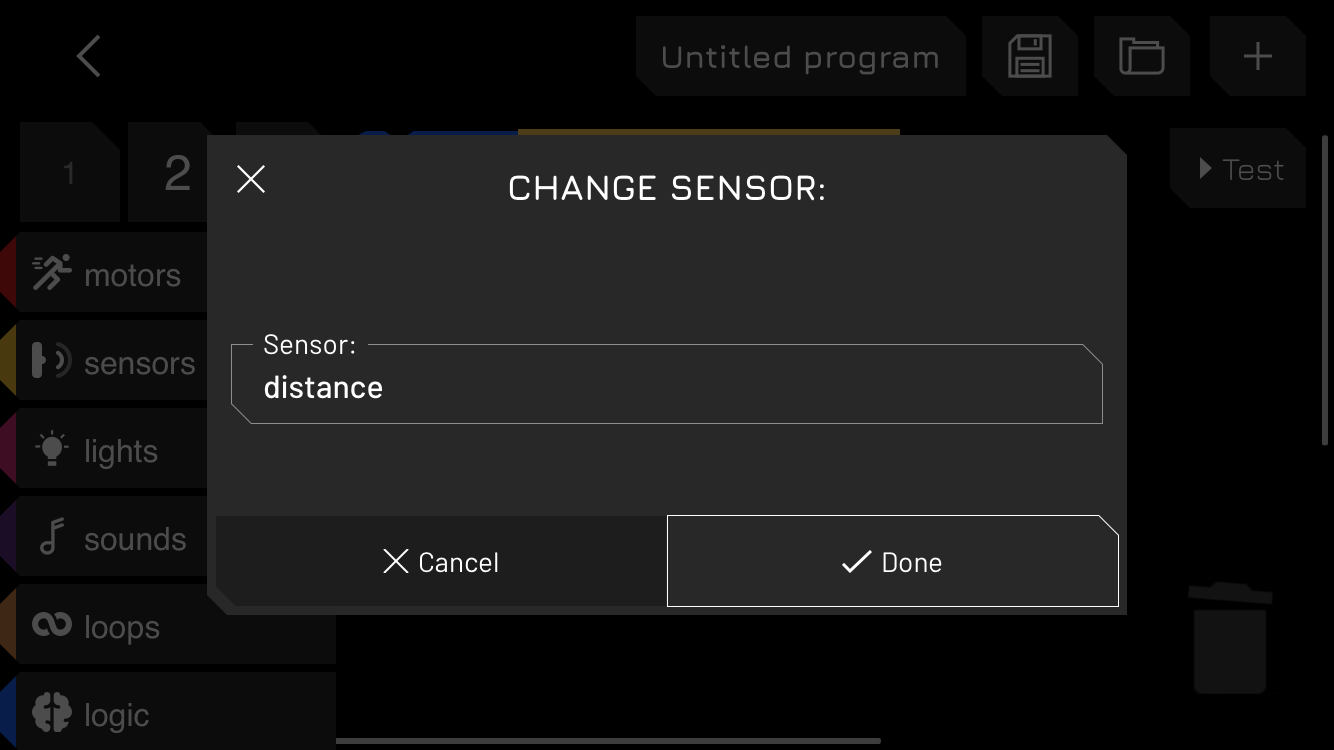 Untitled program
1
2
Test
CHANGE SENSOR:
motors
sensors
lights
sounds
loops
logic
Sensor:
distance
Cancel
Done